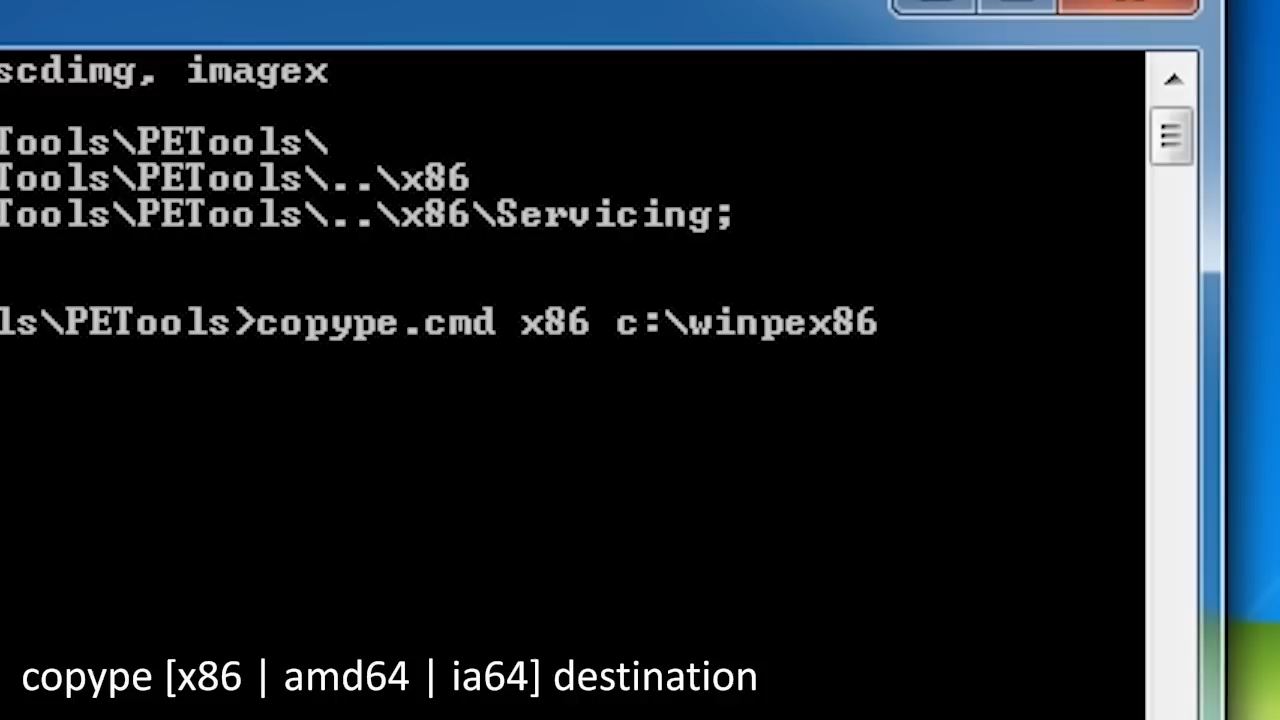 scdimg, imagex
Tools\PETools\
Tools\PETools\..\x86
Tools\PETools\..\x86\Servicing;
ls\PETools>copype.cmd x86 c:\winpex86
copype [x86 | amd64 | ia64] destination